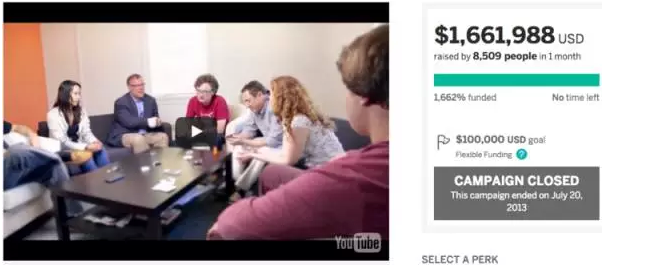 YouTube
$1,661,988 USD
raised by 8,509 people in 1 month
1,662% funded
No time left
$100,000 USD goal
Flexible Funding ?
CAMPAIGN CLOSED
This campaign ended on July 20,
2013
SELECT A PERK